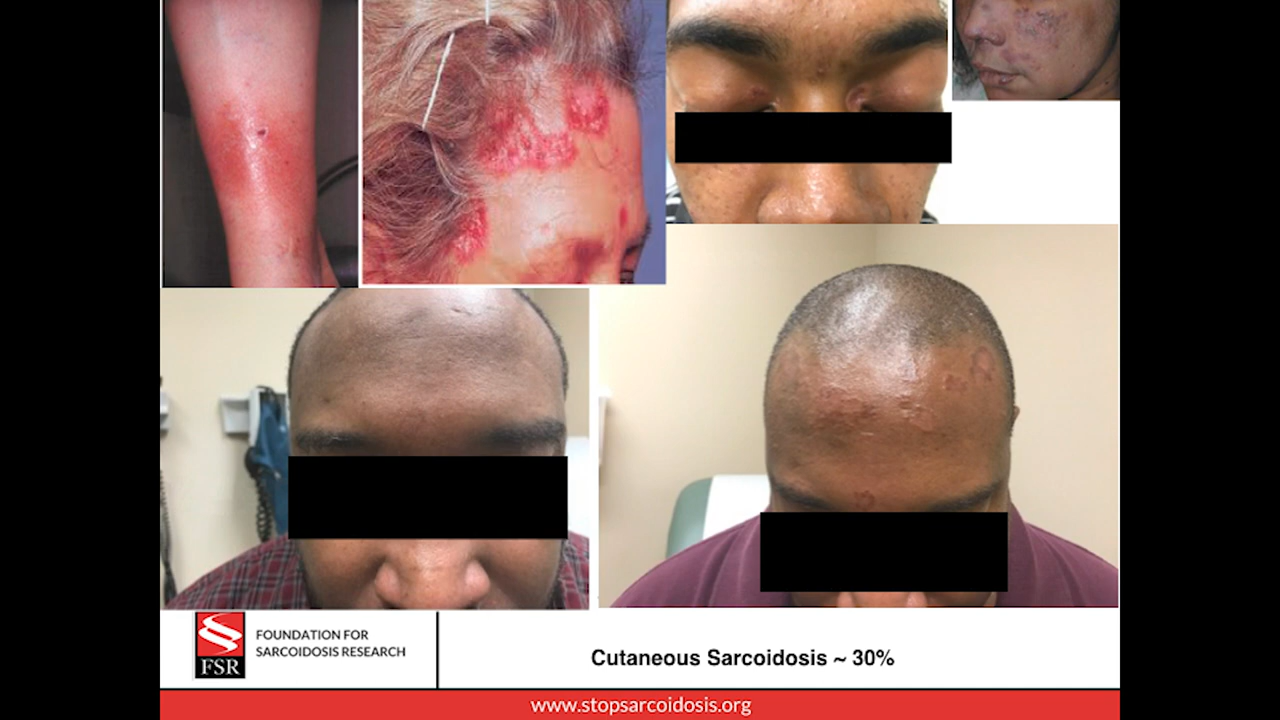 FSR
FOUNDATION FOR
SARCOIDOSIS RESEARCH
Cutaneous Sarcoidosis ~ 30%
www.stopsarcoidosis.org